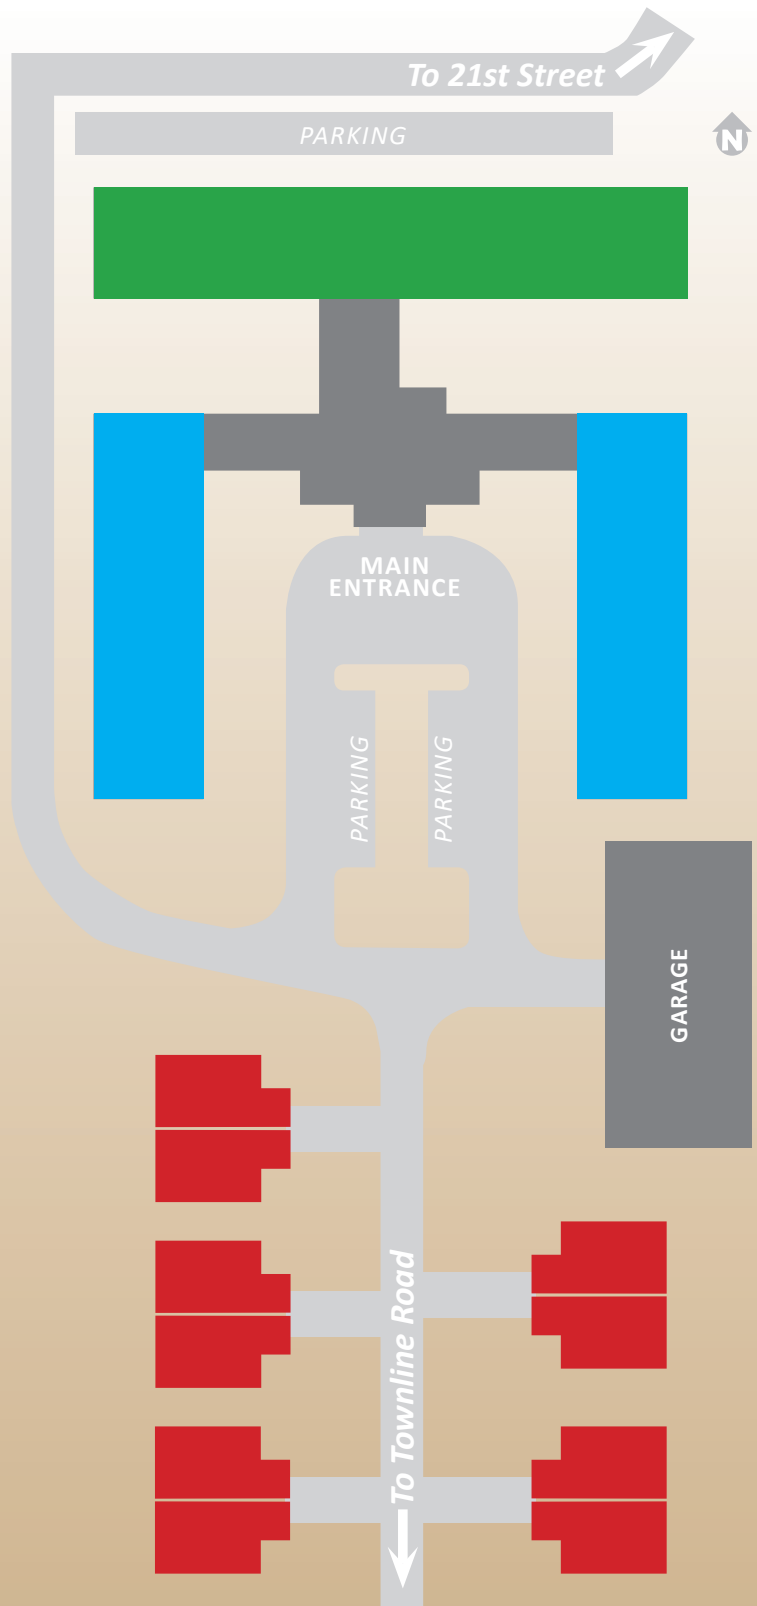 To 21st Street
PARKING
N
MAIN
ENTRANCE
PARKING
PARKING
GARAGE
To Townline Road